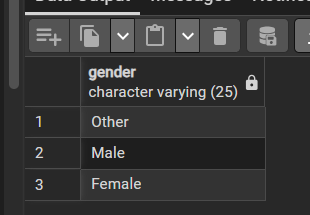 Data Output Messages
gender
character varying (25)
1 Other
2 Male
3 Female